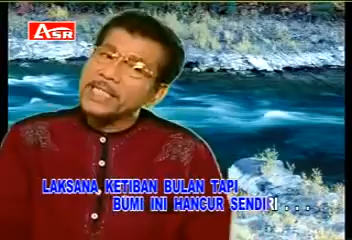 ASR
LAKSANA KETIBAN BULAN TAPI
BUMI INI HANCUR SENDIRI . . .